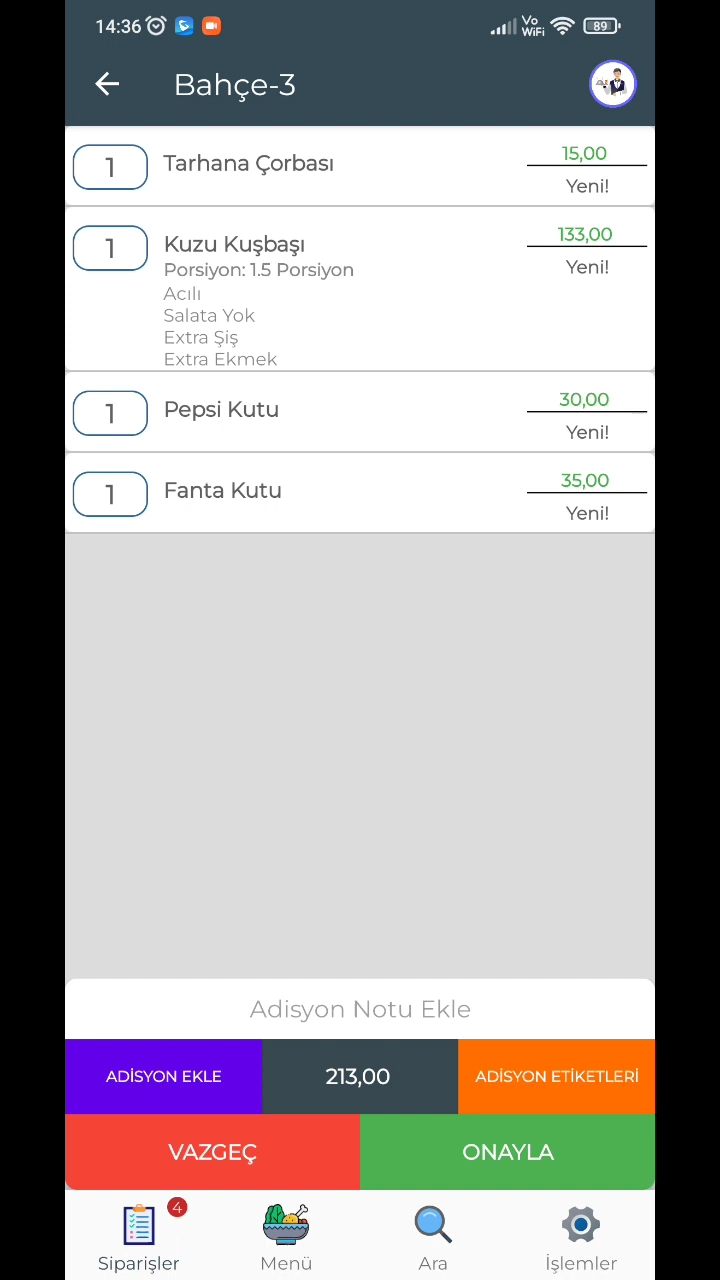 14:36
Vo
WiFi
89
Bahçe-3
1
Tarhana Çorbası
15,00
Yeni!
1
Kuzu Kuşbaşı
133,00
Porsiyon: 1.5 Porsiyon
Yeni!
Acılı
Salata Yok
Extra Şiş
Extra Ekmek
1
Pepsi Kutu
30,00
Yeni!
1
Fanta Kutu
35,00
Yeni!
Adisyon Notu Ekle
ADİSYON EKLE
213,00
ADİSYON ETİKETLERİ
VAZGEÇ
ONAYLA
4
Siparişler
Menü
Ara
İşlemler